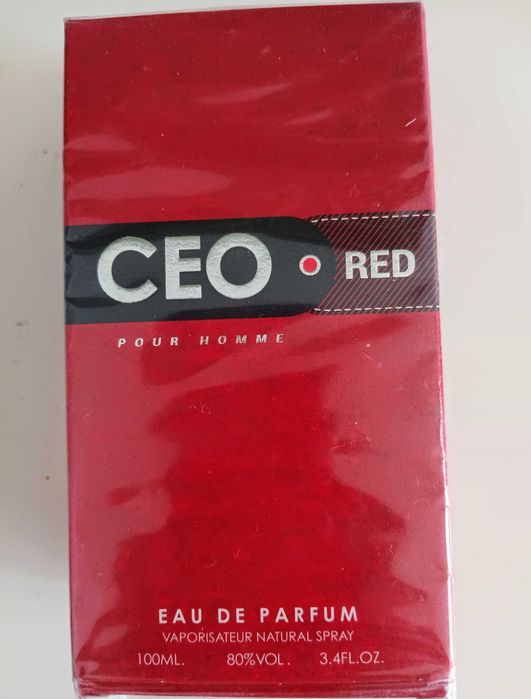 CEO RED
POUR HOMME
EAU DE PARFUM
VAPORISATEUR NATURAL SPRAY
100ML. 80%VOL. 3.4FL.OZ.